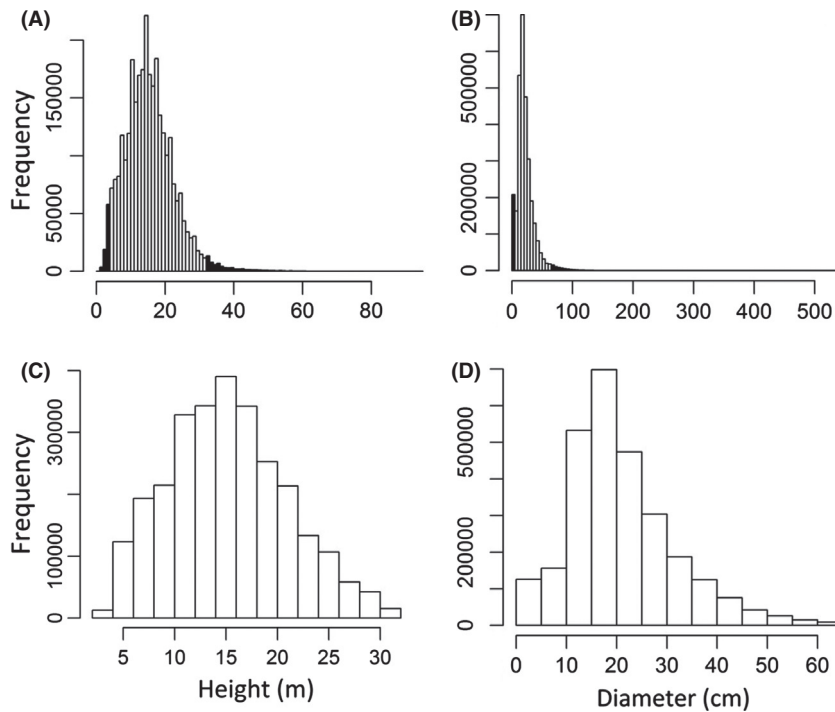 (A)
(B)
Frequency
0 50000 150000
0 20 40 60 80
0 200000 500000
0 100 200 300 400 500
(C)
(D)
Frequency
0 100000 300000
5 10 15 20 25 30
Height (m)
0 200000 500000
0 10 20 30 40 50 60
Diameter (cm)